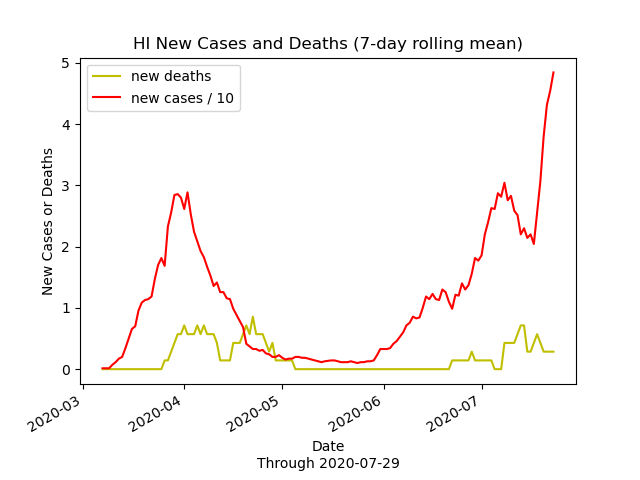 HI New Cases and Deaths (7-day rolling mean)
new deaths
new cases / 10
New Cases or Deaths
5
4
3
2
1
0
2020-03
2020-04
2020-05
2020-06
2020-07
Date
Through 2020-07-29